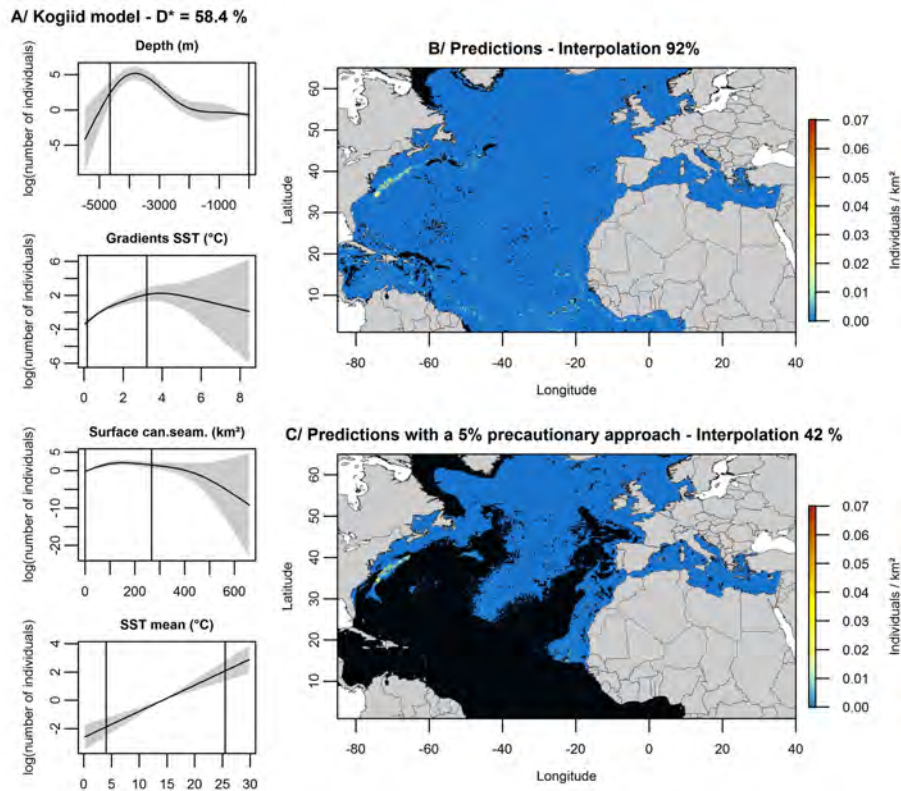 A/ Kogiid model - D* = 58.4 %
Depth (m)
log(number of individuals)
5
0
-5
-5000 -3000 -1000 0
Gradients SST (°C)
log(number of individuals)
6
2
-2
-6
0 2 4 6 8
Surface can.seam. (km²)
log(number of individuals)
5
0
-10
-20
0 100 200 300 400 500 600
SST mean (°C)
log(number of individuals)
4
2
0
-2
0 5 10 15 20 25 30
B/ Predictions - Interpolation 92%
Latitude
60
50
40
30
20
10
-80 -60 -40 -20 0 20 40
Longitude
0.07
0.06
0.05
0.04
0.03
0.02
0.01
0.00
Individuals / km²
C/ Predictions with a 5% precautionary approach - Interpolation 42 %
Latitude
60
50
40
30
20
10
-80 -60 -40 -20 0 20 40
Longitude
0.07
0.06
0.05
0.04
0.03
0.02
0.01
0.00
Individuals / km²